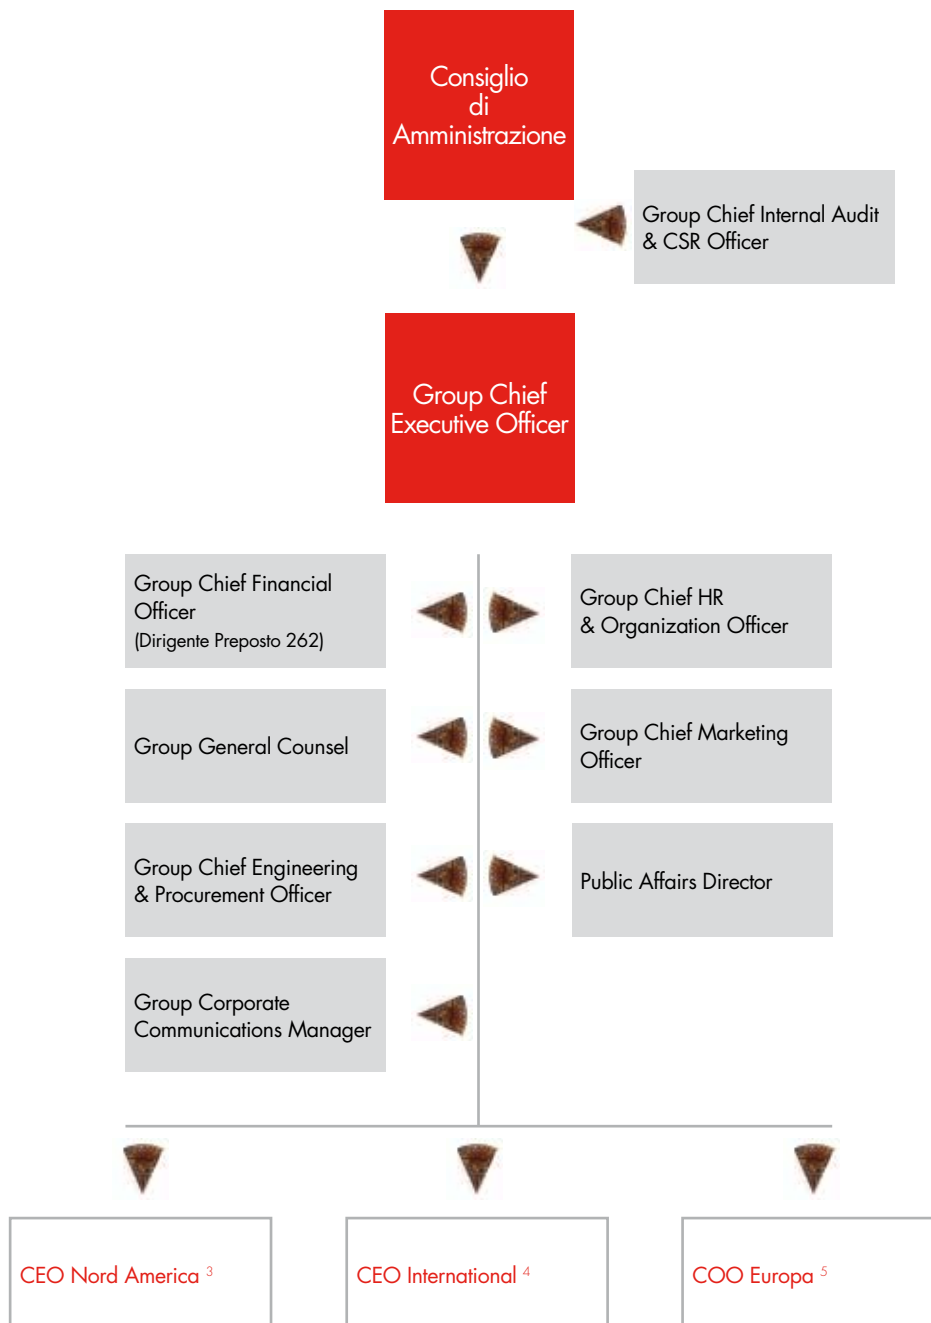 Consiglio
di
Amministrazione
Group Chief Internal Audit
& CSR Officer
Group Chief
Executive Officer
Group Chief Financial
Officer
(Dirigente Preposto 262)
Group Chief HR
& Organization Officer
Group General Counsel
Group Chief Marketing
Officer
Group Chief Engineering
& Procurement Officer
Public Affairs Director
Group Corporate
Communications Manager
CEO Nord America 3
CEO International 4
COO Europa 5